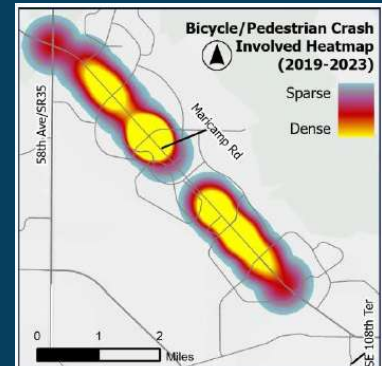 Bicycle/Pedestrian Crash
Involved Heatmap
(2019-2023)
Sparse
Dense
58th Ave/SR35
Maricamp Rd
0 1 2
Miles
SE 108th Ter